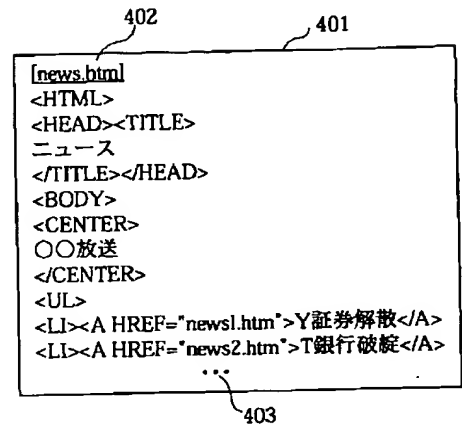 402
401
[news.htm]
<HTML>
<HEAD><TITLE>
ニュース
</TITLE></HEAD>
<BODY>
<CENTER>
○○放送
</CENTER>
<UL>
<LI><A HREF="news1.htm">Y証券解散</A>
<LI><A HREF="news2.htm">T銀行破綻</A>
...
403